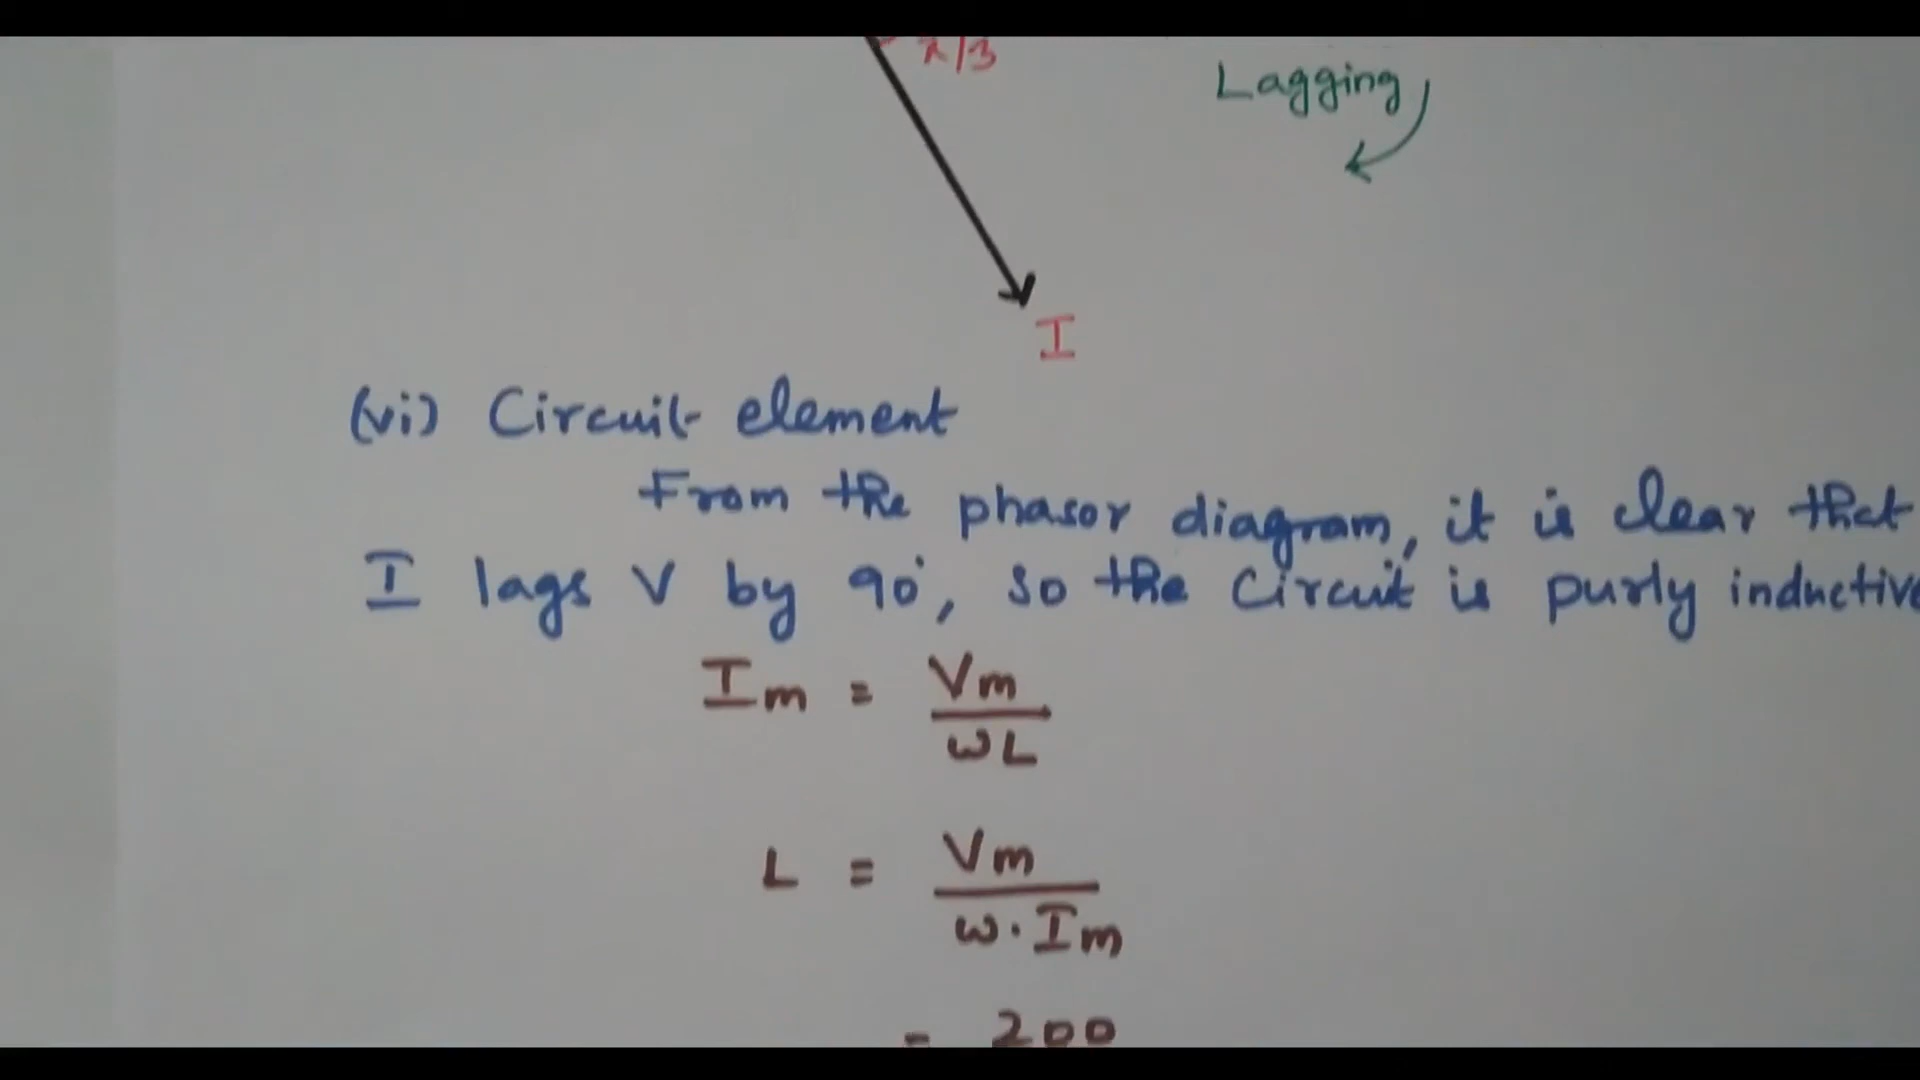 π/3
Lagging
I
(vi) Circuit element
From the phasor diagram, it is clear that
I lags V by 90°, so the circuit is purly inductive
Im = Vm
ωL
L = Vm
ω.Im
= 200